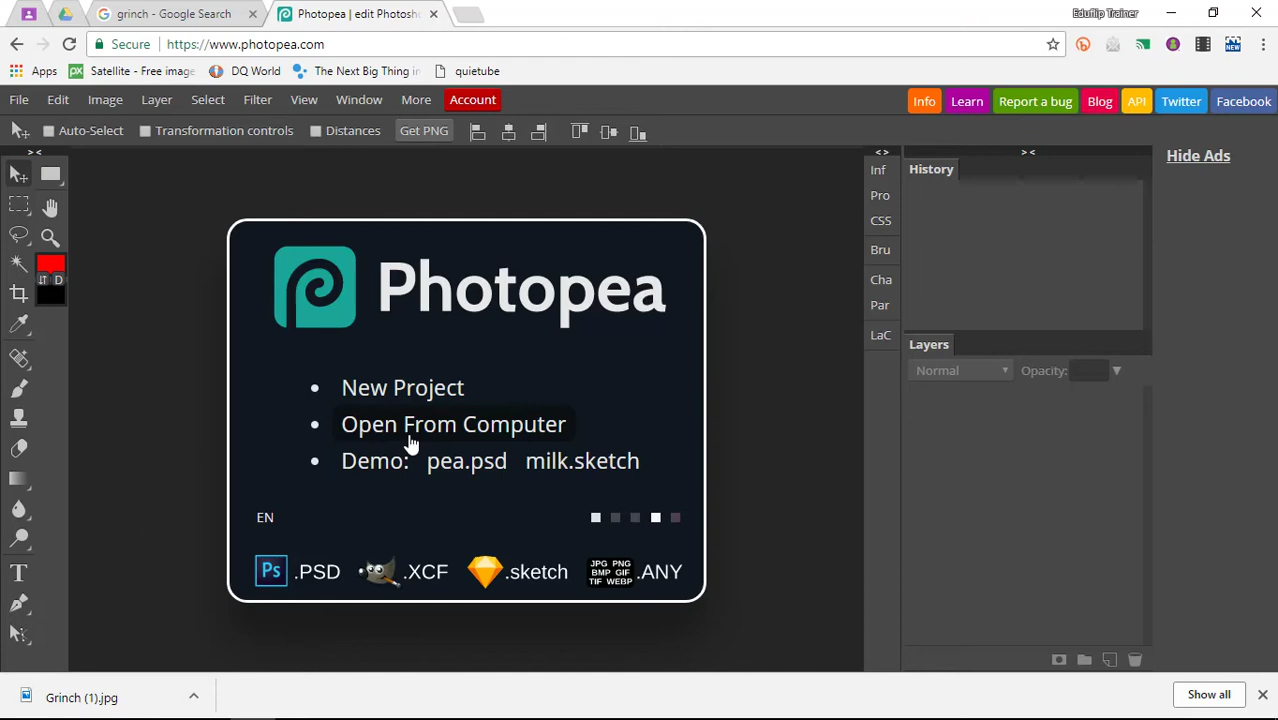 grinch - Google Search
Photopea | edit Photosh
Eduflip Trainer
Secure
https://www.photopea.com
NEW
Apps
Satellite - Free imag
DQ World
The Next Big Thing in
quietube
File Edit Image Layer Select Filter View Window More Account
Info Learn Report a bug Blog API Twitter Facebook
Auto-Select
Transformation controls
Distances
Get PNG
> <
< >
> <
Hide Ads
Inf
Pro
CSS
Bru
Cha
Par
LaC
History
D
Photopea
New Project
Open From Computer
Demo: pea.psd milk.sketch
EN
Ps .PSD
.XCF
.sketch
JPG PNG
BMP GIF
TIF WEBP
.ANY
Layers
Normal
Opacity:
T
Grinch (1).jpg
Show all